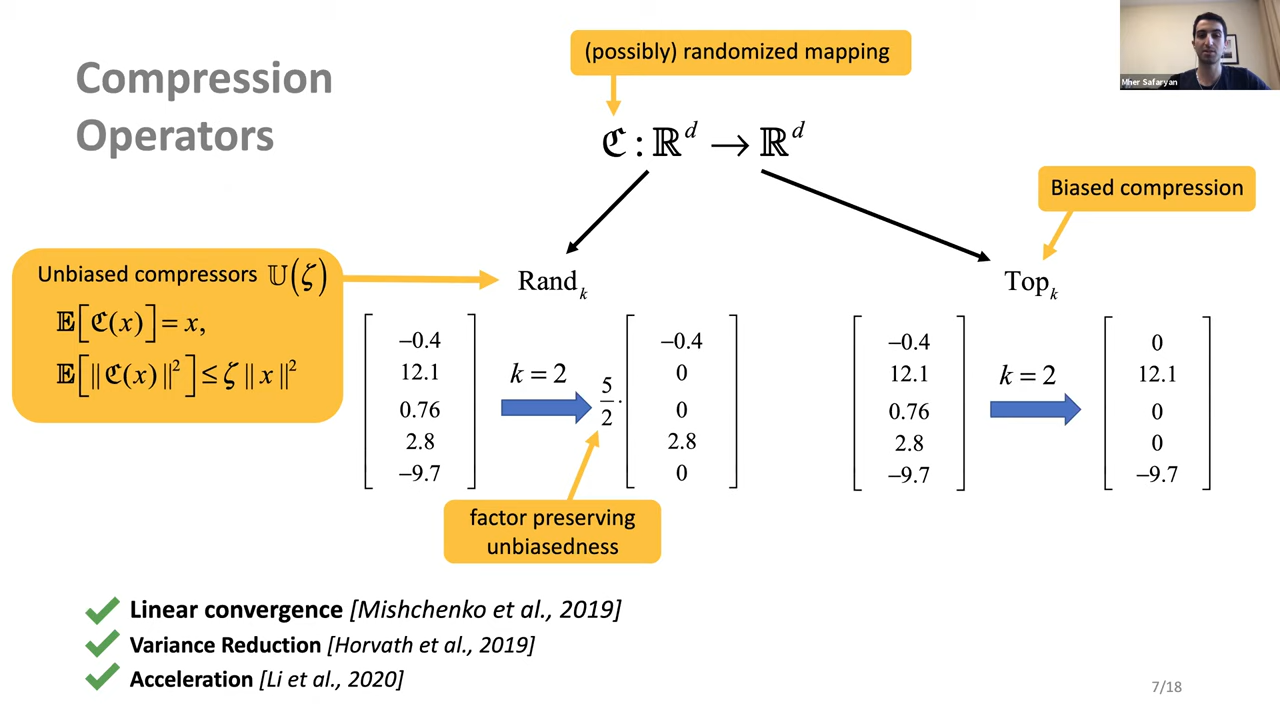 Compression
Operators
(possibly) randomized mapping
Mher Safaryan
ℭ : ℝ^d → ℝ^d
Biased compression
Unbiased compressors 𝕌(ζ)
𝔼[ℭ(x)] = x,
𝔼[‖ℭ(x)‖²] ≤ ζ‖x‖²
Rand_k
−0.4
12.1
0.76
2.8
−9.7
k = 2
5/2 ·
−0.4
0
0
2.8
0
factor preserving
unbiasedness
Top_k
−0.4
12.1
0.76
2.8
−9.7
k = 2
0
12.1
0
0
−9.7
Linear convergence [Mishchenko et al., 2019]
Variance Reduction [Horvath et al., 2019]
Acceleration [Li et al., 2020]
7/18